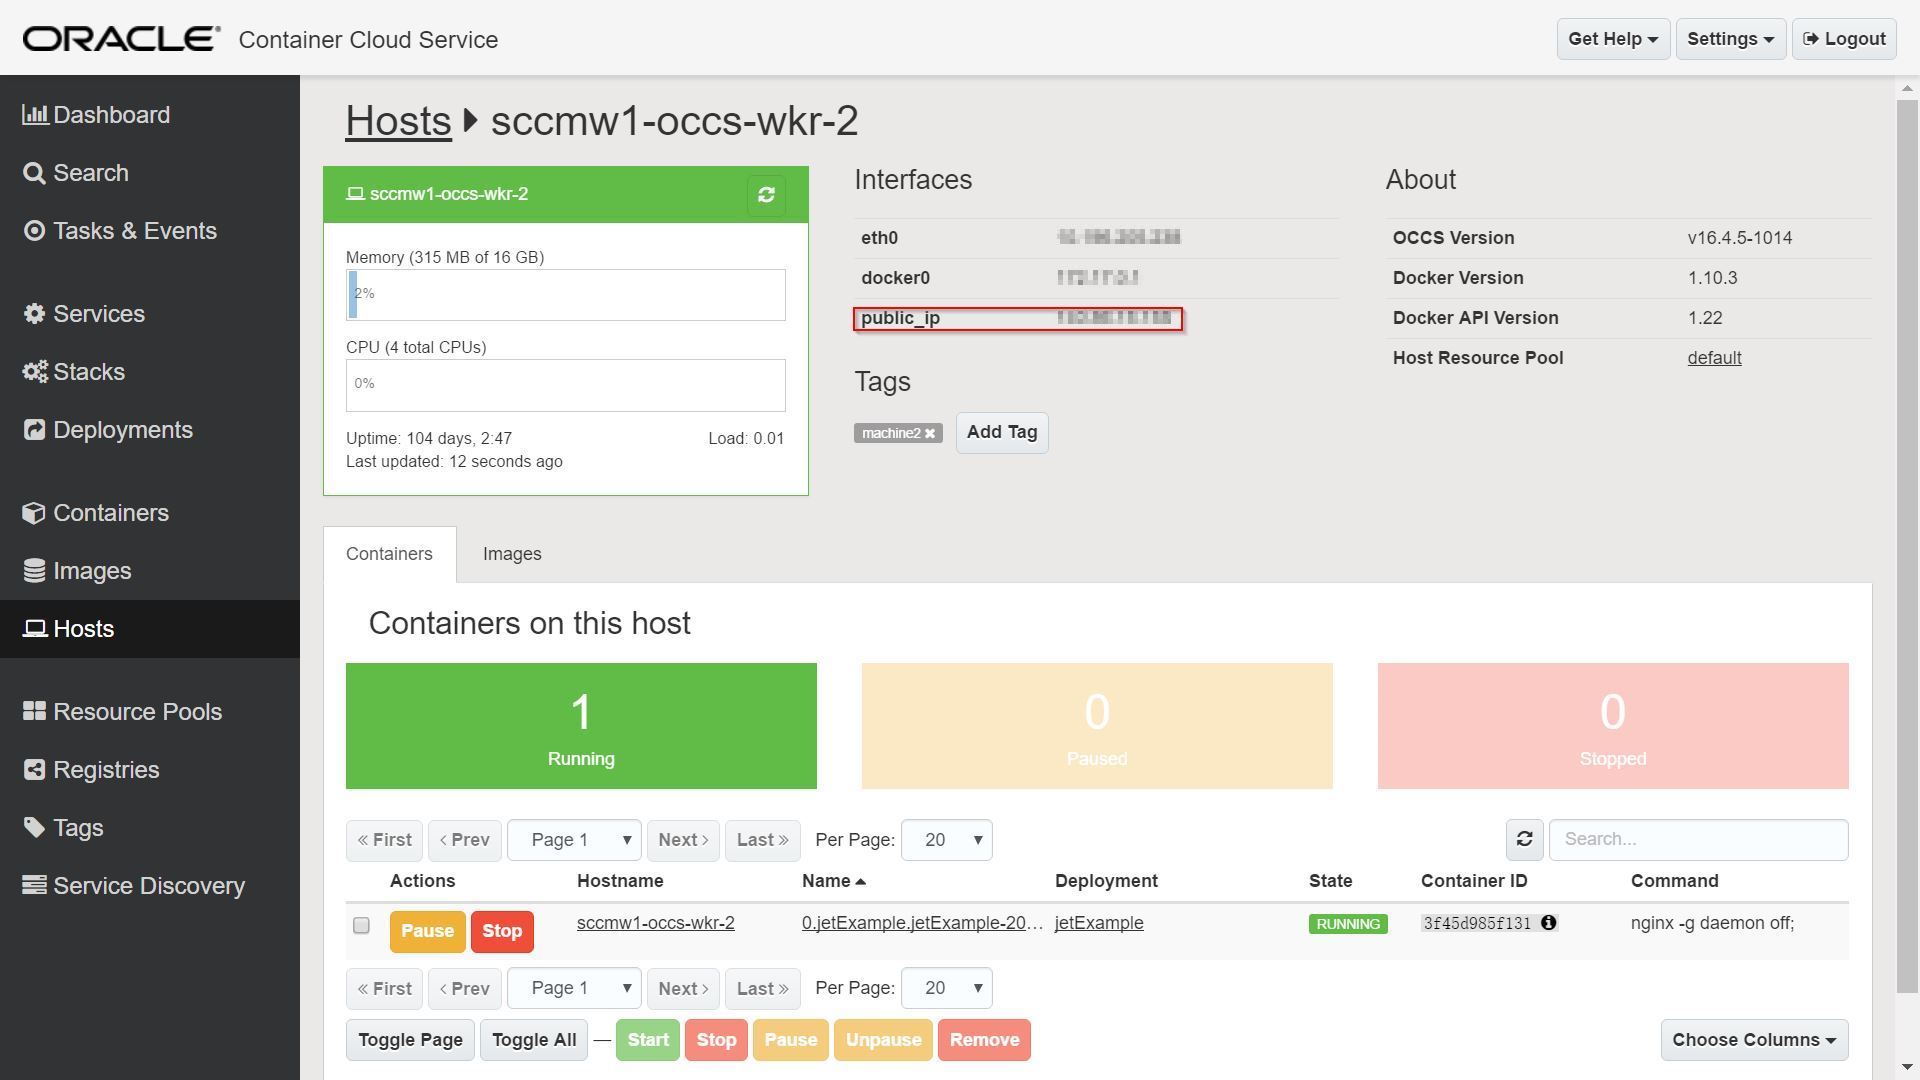 ORACLE® Container Cloud Service
Get Help
Settings
Logout
Dashboard
Search
Tasks & Events
Services
Stacks
Deployments
Containers
Images
Hosts
Resource Pools
Registries
Tags
Service Discovery
Hosts sccmw1-occs-wkr-2
sccmw1-occs-wkr-2
Memory (315 MB of 16 GB)
2%
CPU (4 total CPUs)
0%
Uptime: 104 days, 2:47 Load: 0.01
Last updated: 12 seconds ago
Interfaces
eth0
docker0
public_ip
Tags
machine2
Add Tag
About
OCCS Version v16.4.5-1014
Docker Version 1.10.3
Docker API Version 1.22
Host Resource Pool default
Containers Images
Containers on this host
1
Running
0
Paused
0
Stopped
« First ‹ Prev Page 1 Next › Last » Per Page: 20 Search...
Actions Hostname Name Deployment State Container ID Command
Pause Stop sccmw1-occs-wkr-2 0.jetExample.jetExample-20... jetExample RUNNING 3f45d985f131 nginx -g daemon off;
« First ‹ Prev Page 1 Next › Last » Per Page: 20
Toggle Page Toggle All — Start Stop Pause Unpause Remove Choose Columns